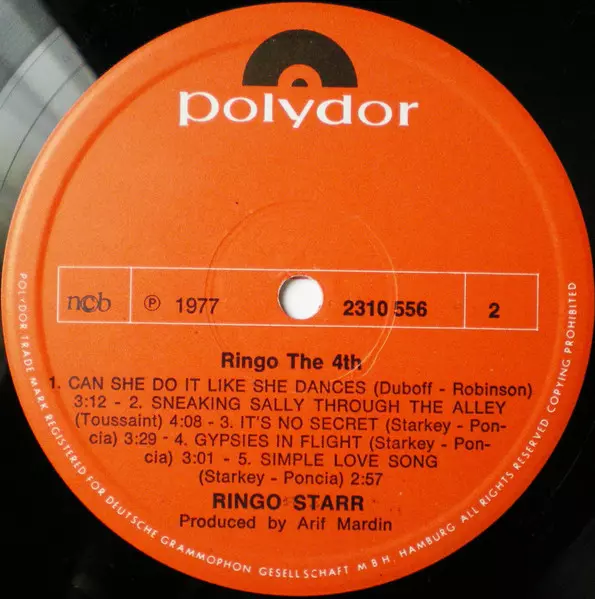 polydor
ncb
℗ 1977
2310 556
2
Ringo The 4th
1. CAN SHE DO IT LIKE SHE DANCES (Duboff - Robinson)
3:12 - 2. SNEAKING SALLY THROUGH THE ALLEY
(Toussaint) 4:08 - 3. IT'S NO SECRET (Starkey - Pon-
cia) 3:29 - 4. GYPSIES IN FLIGHT (Starkey - Pon-
cia) 3:01 - 5. SIMPLE LOVE SONG
(Starkey - Poncia) 2:57
RINGO STARR
Produced by Arif Mardin
POLYDOR TRADE MARK REGISTERED FOR DEUTSCHE GRAMMOPHON GESELLSCHAFT M B H. HAMBURG ALL RIGHTS RESERVED COPYING PROHIBITED